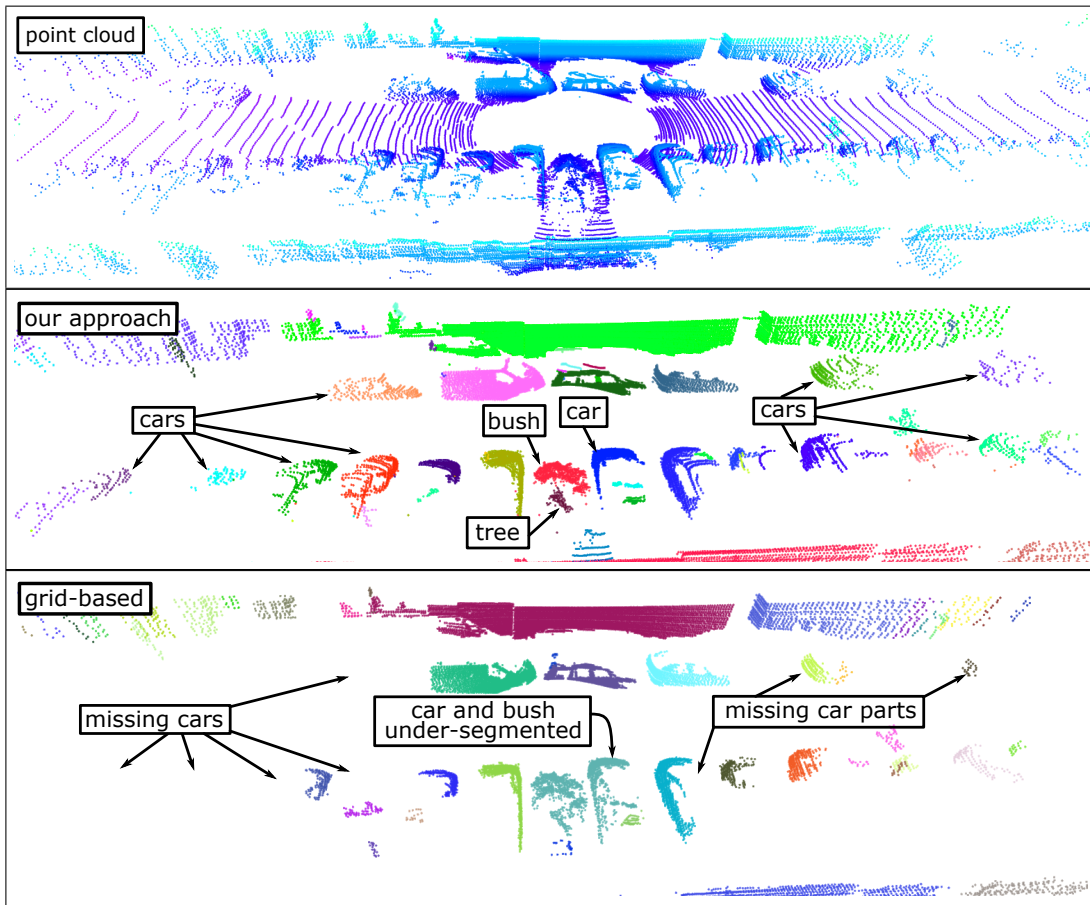 point cloud
our approach
cars
bush
car
cars
tree
grid-based
missing cars
car and bush
under-segmented
missing car parts